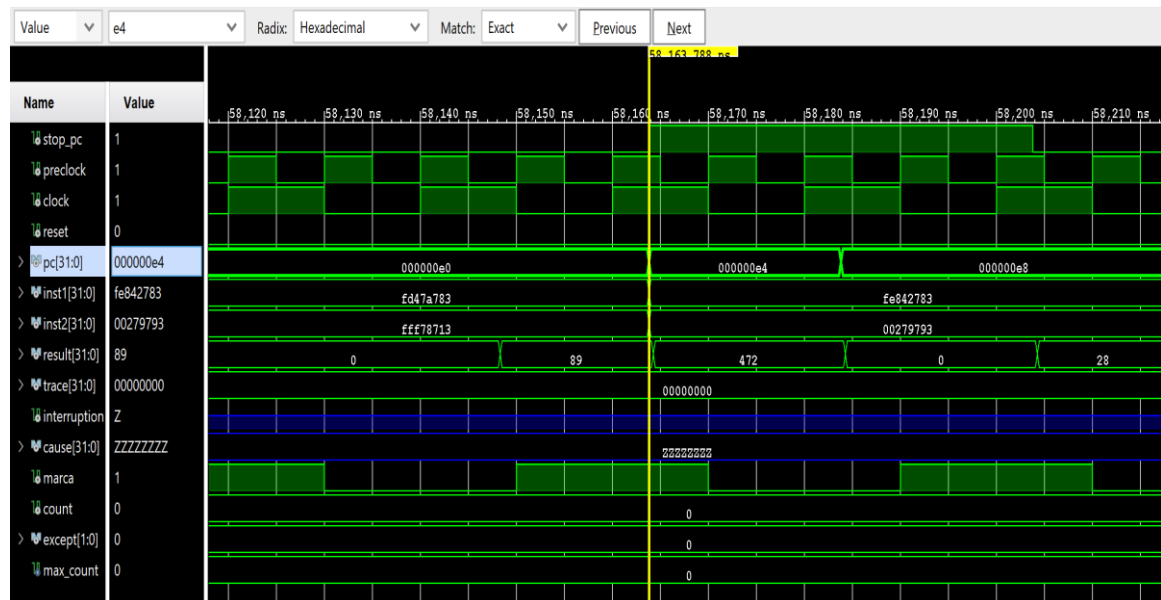 Value e4 Radix: Hexadecimal Match: Exact Previous Next
58,163.788 ns
Name Value
58,120 ns 58,130 ns 58,140 ns 58,150 ns 58,160 ns 58,170 ns 58,180 ns 58,190 ns 58,200 ns 58,210 ns
stop_pc 1
preclock 1
clock 1
reset 0
pc[31:0] 000000e4 000000e0 000000e4 000000e8
inst1[31:0] fe842783 fd47a783 fe842783
inst2[31:0] 00279793 fff78713 00279793
result[31:0] 89 0 89 472 0 28
trace[31:0] 00000000 00000000
interruption Z
cause[31:0] ZZZZZZZZ ZZZZZZZZ
marca 1
count 0 0
except[1:0] 0 0
max_count 0 0